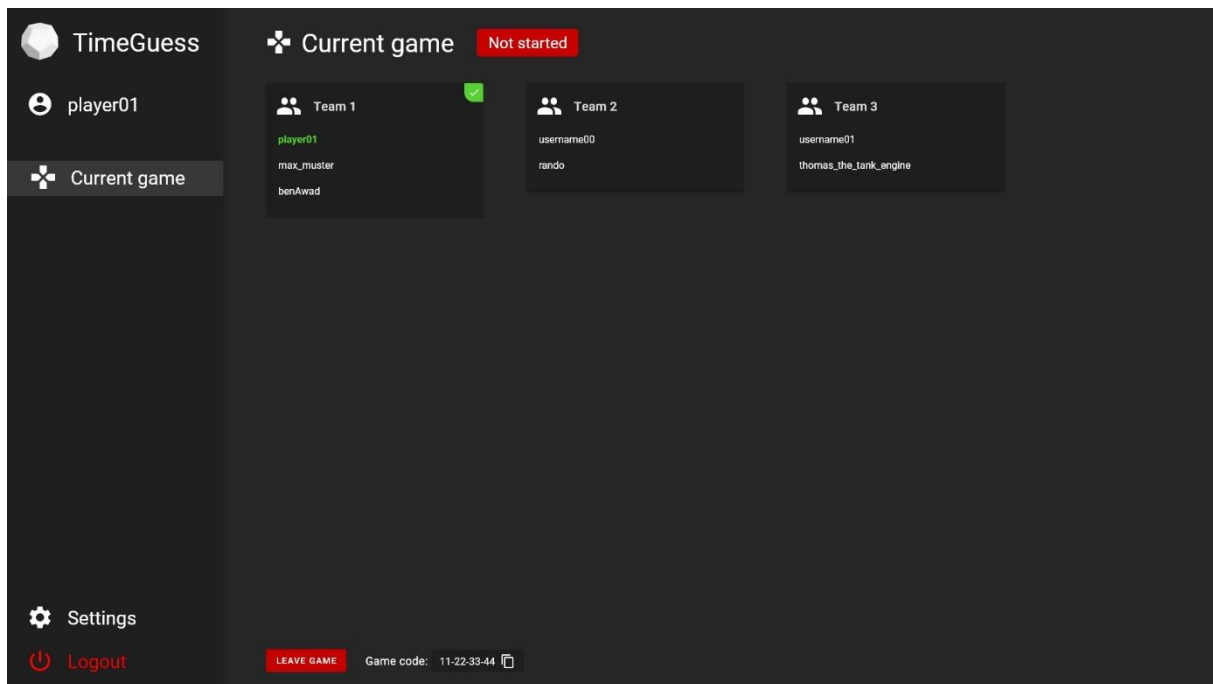 TimeGuess
player01
Current game
Settings
Logout
Current game
Not started
Team 1
player01
max_muster
benAwad
Team 2
username00
rando
Team 3
username01
thomas_the_tank_engine
LEAVE GAME
Game code: 11-22-33-44